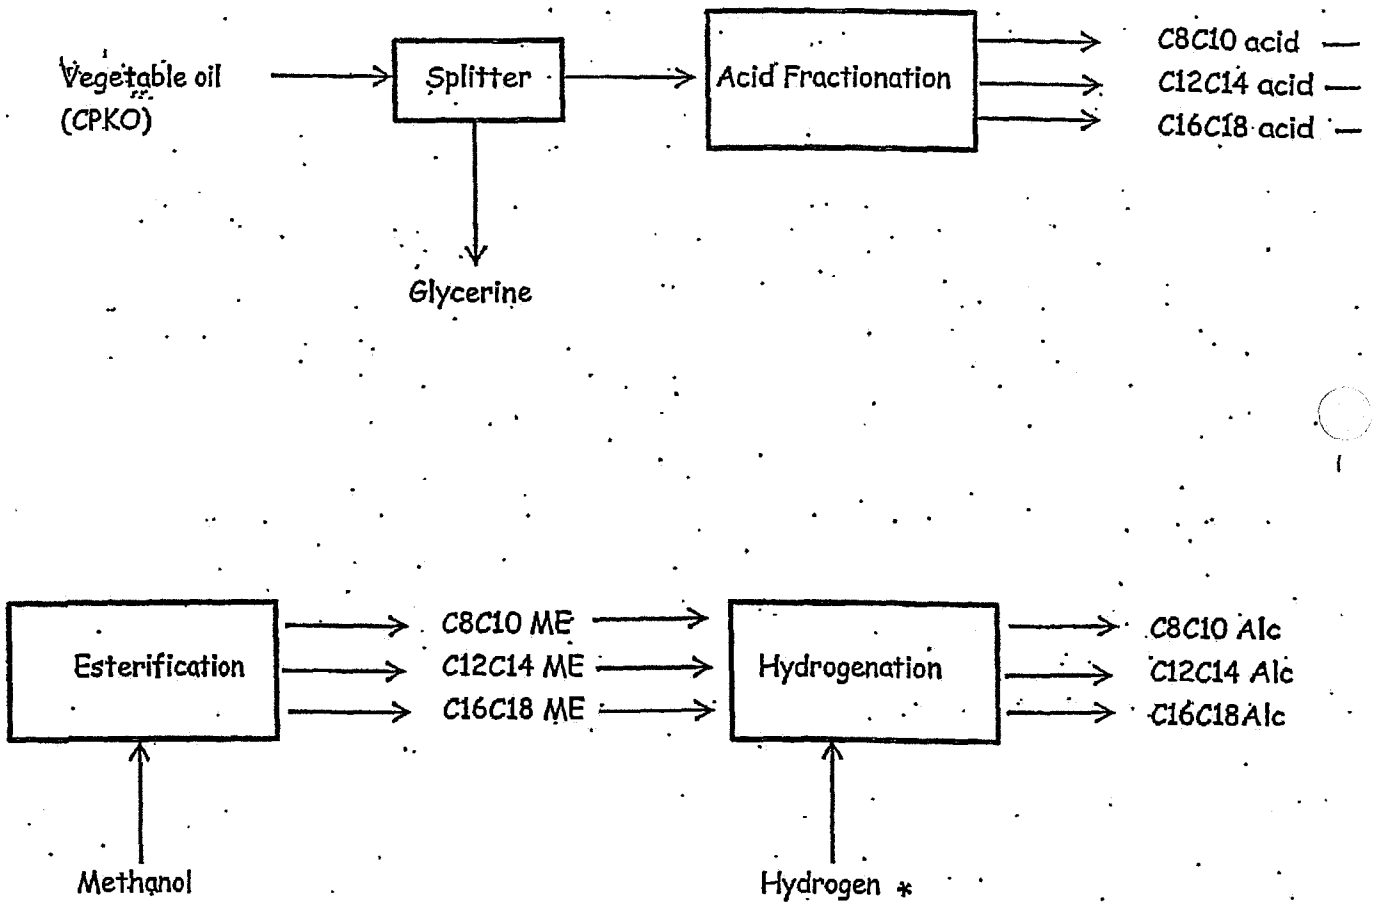 Vegetable oil
(CPKO)
Splitter
Acid Fractionation
C8C10 acid
C12C14 acid
C16C18 acid
Glycerine
Esterification
C8C10 ME
C12C14 ME
C16C18 ME
Hydrogenation
C8C10 Alc
C12C14 Alc
C16C18Alc
Methanol
Hydrogen *